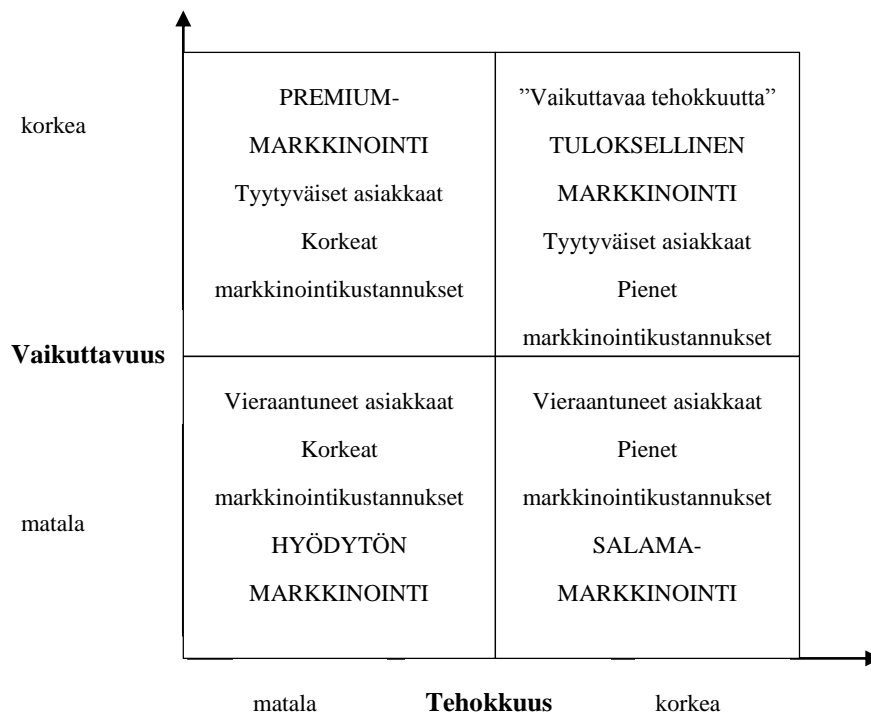 korkea
PREMIUM-
MARKKINOINTI
Tyytyväiset asiakkaat
Korkeat
markkinointikustannukset
”Vaikuttavaa tehokkuutta”
TULOKSELLINEN
MARKKINOINTI
Tyytyväiset asiakkaat
Pienet
markkinointikustannukset
Vaikuttavuus
matala
Vieraantuneet asiakkaat
Korkeat
markkinointikustannukset
HYÖDYTÖN
MARKKINOINTI
Vieraantuneet asiakkaat
Pienet
markkinointikustannukset
SALAMA-
MARKKINOINTI
matala
Tehokkuus
korkea